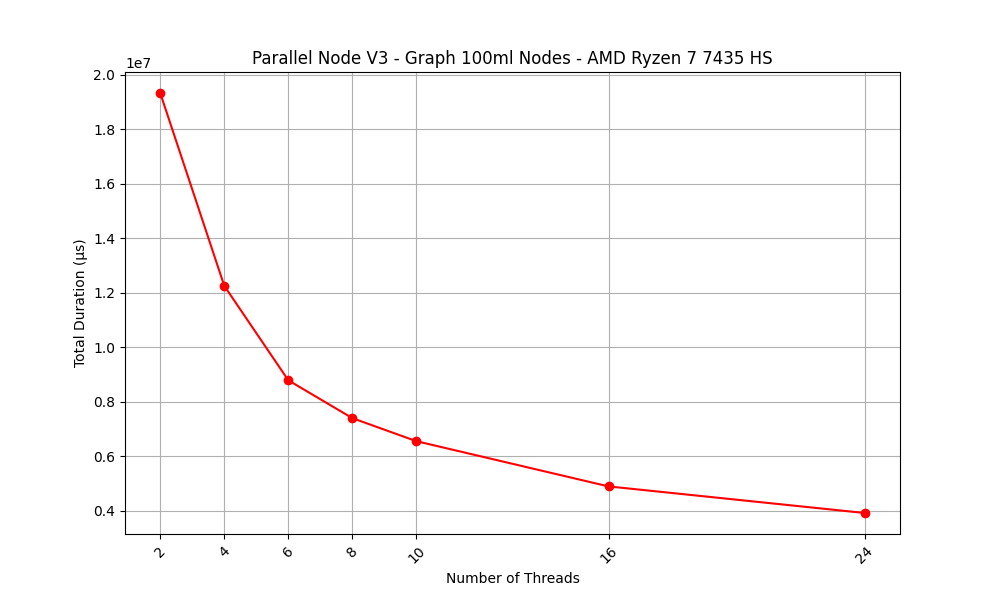 Parallel Node V3 - Graph 100ml Nodes - AMD Ryzen 7 7435 HS
1e7
2.0
1.8
1.6
1.4
1.2
1.0
0.8
0.6
0.4
Total Duration (µs)
2 4 6 8 10 16 24
Number of Threads